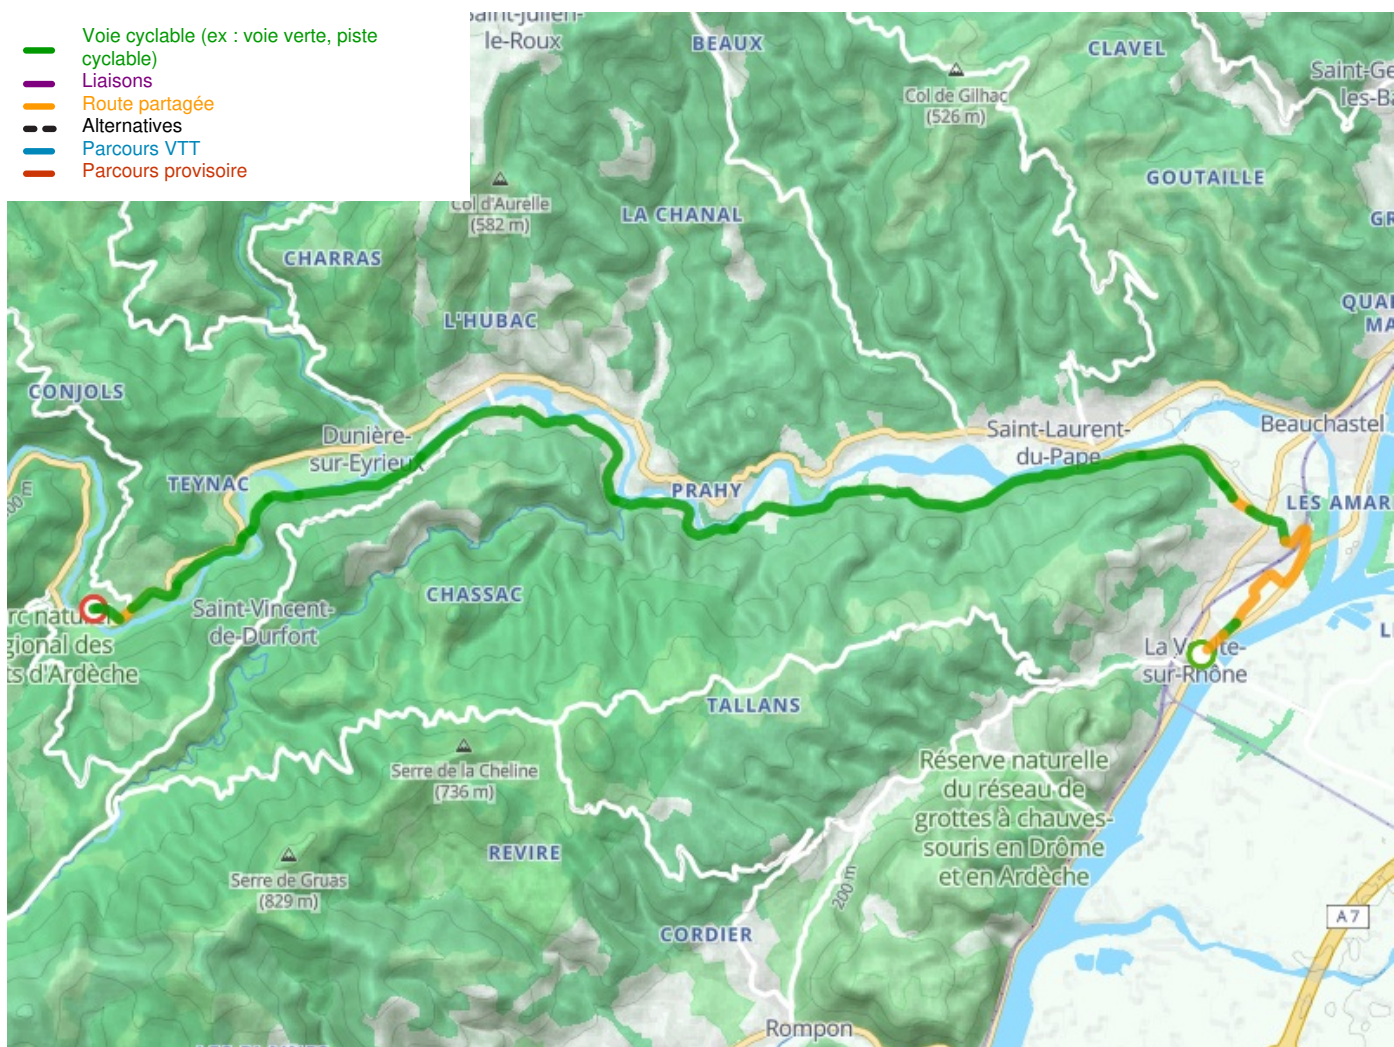 Voie cyclable (ex : voie verte, piste
cyclable)
Liaisons
Route partagée
Alternatives
Parcours VTT
Parcours provisoire
Saint-Julien-
le-Roux
BEAUX
CLAVEL
Col de Gilhac
(526 m)
GOUTAILLE
Col d'Aurelle
(582 m)
LA CHANAL
CHARRAS
L'HUBAC
CONJOLS
Dunière-
sur-Eyrieux
Saint-Laurent-
du-Pape
Beauchastel
TEYNAC
PRAHY
LES AMAR
CHASSAC
Saint-Vincent-
de-Durfort
gional des
ts d'Ardèche
sur-Rhône
TALLANS
Serre de la Cheline
(736 m)
Réserve naturelle
du réseau de
grottes à chauves-
souris en Drôme
et en Ardèche
REVIRE
Serre de Gruas
(829 m)
200 m
A 7
CORDIER
Rompon